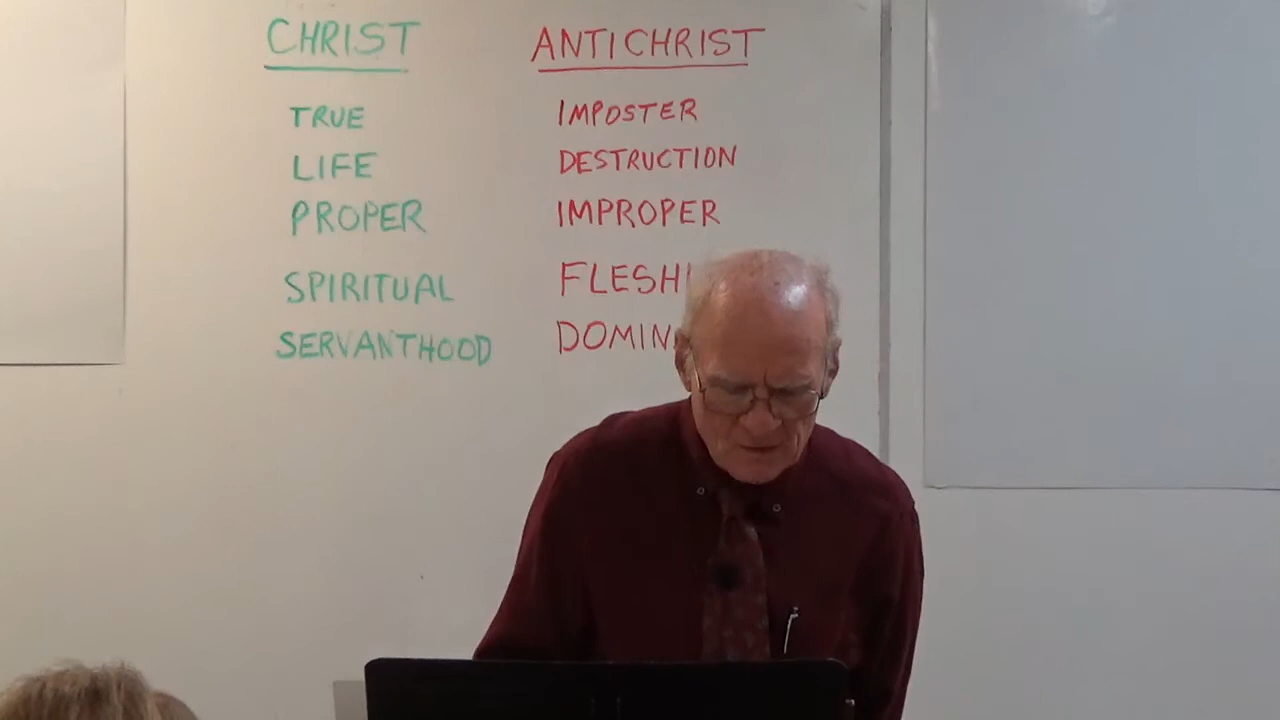 CHRIST ANTICHRIST
TRUE IMPOSTER
LIFE DESTRUCTION
PROPER IMPROPER
SPIRITUAL
SERVANTHOOD